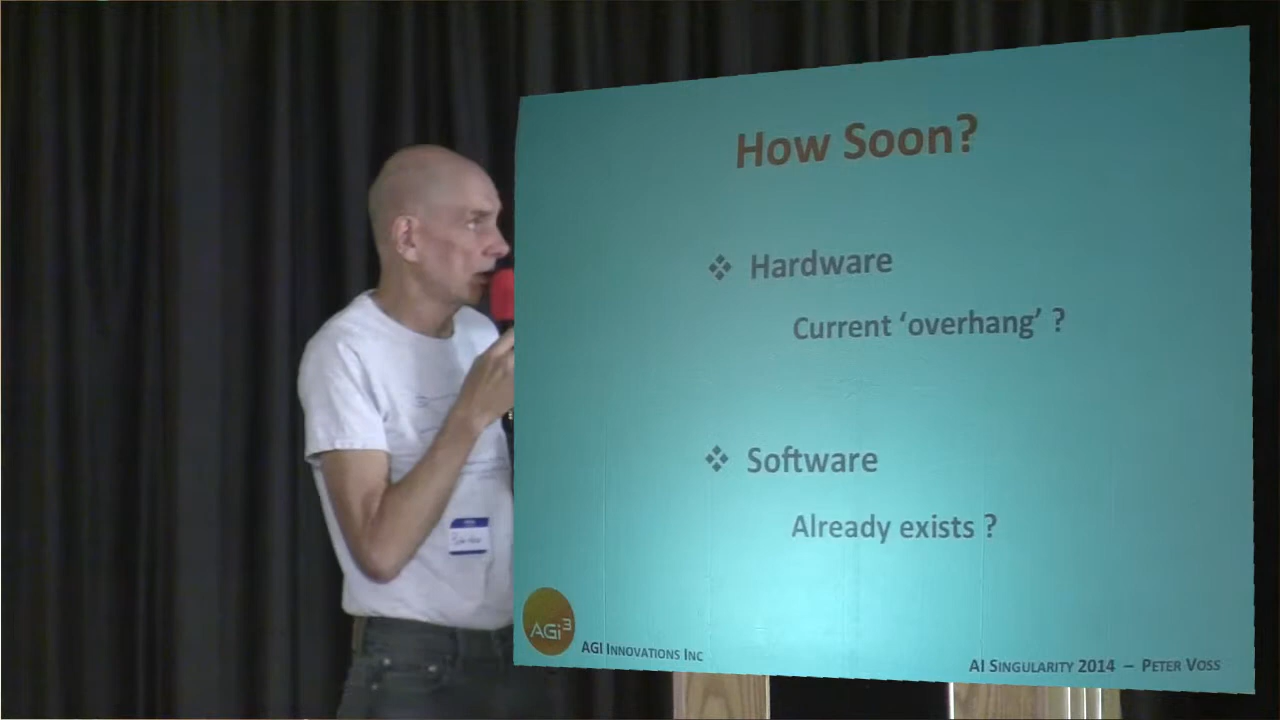 How Soon?
❖ Hardware
Current ‘overhang’ ?
❖ Software
Already exists ?
AGi3
AGI INNOVATIONS INC
AI SINGULARITY 2014 – PETER VOSS